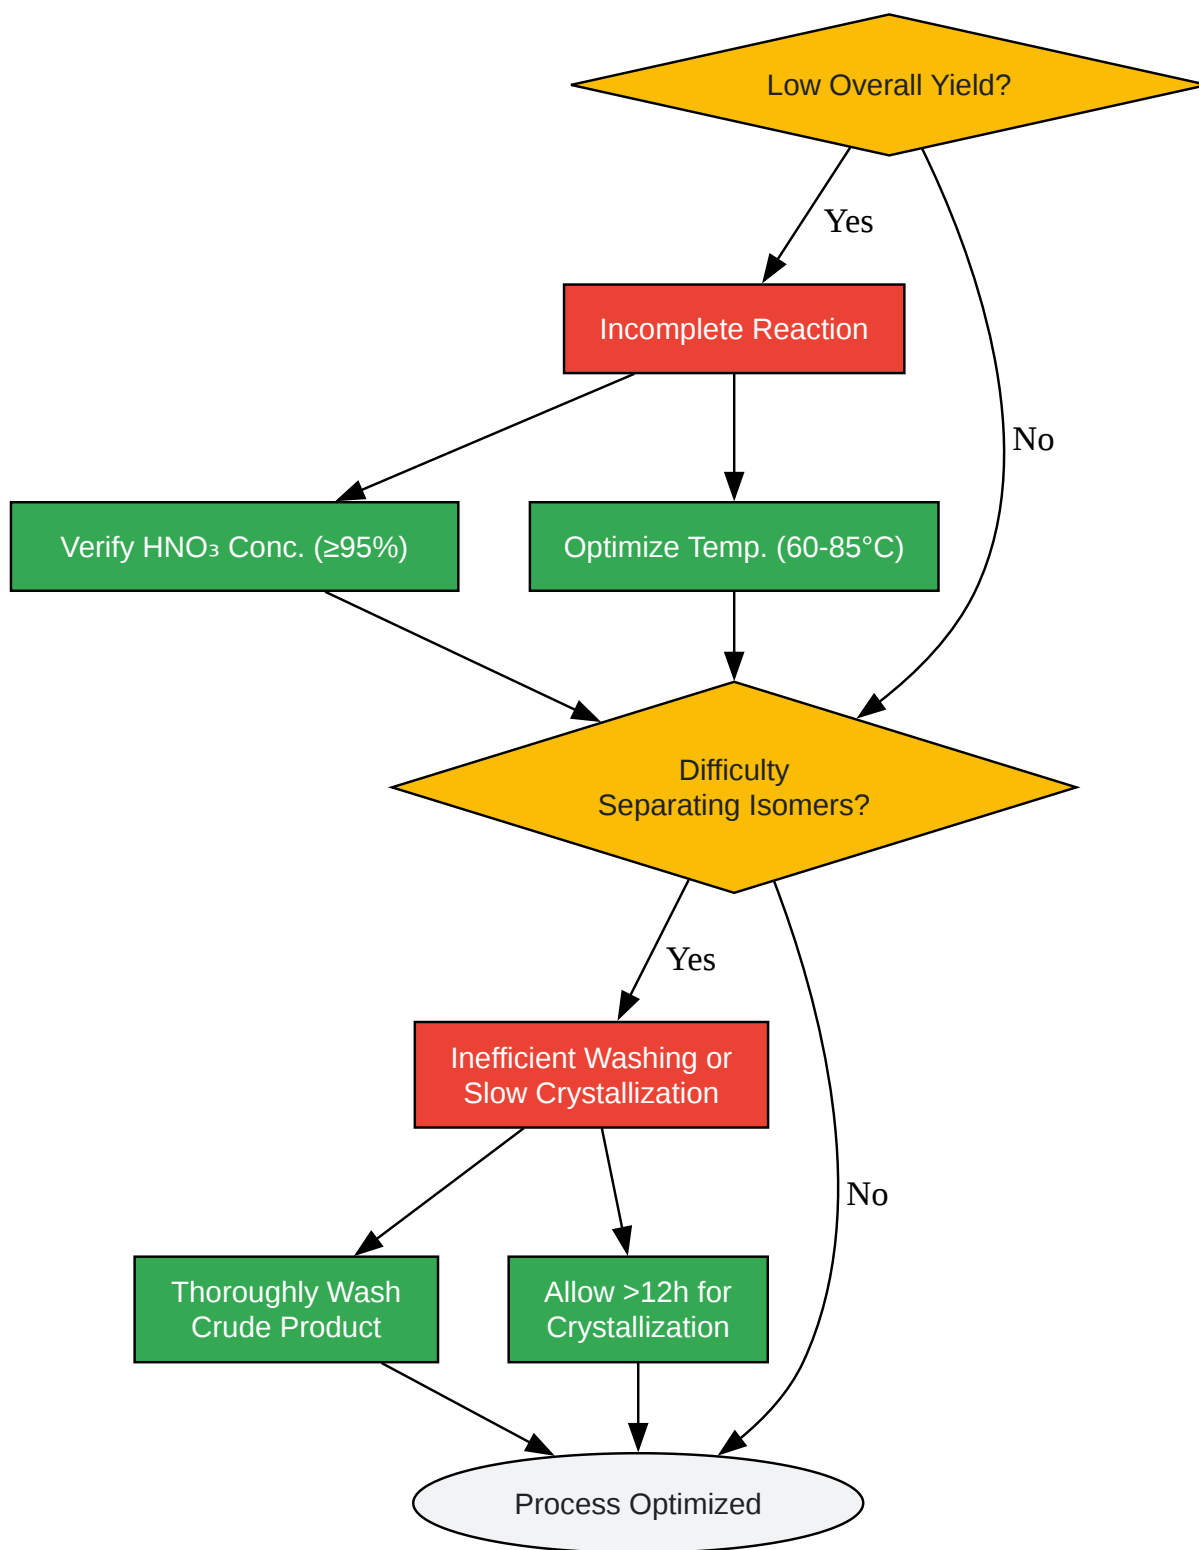 Low Overall Yield?
Yes
Incomplete Reaction
No
Verify HNO₃ Conc. (≥95%)
Optimize Temp. (60-85°C)
Difficulty
Separating Isomers?
Yes
Inefficient Washing or
Slow Crystallization
No
Thoroughly Wash
Crude Product
Allow >12h for
Crystallization
Process Optimized